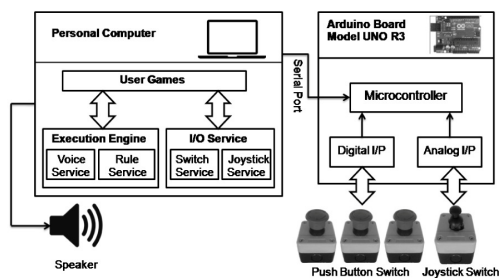 Personal Computer
User Games
Execution Engine
Voice
Service
Rule
Service
I/O Service
Switch
Service
Joystick
Service
Speaker
Serial Port
Arduino Board
Model UNO R3
Microcontroller
Digital I/P
Analog I/P
Push Button Switch
Joystick Switch